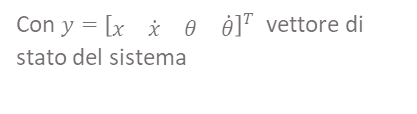 Con y = [x ẋ θ θ̇]ᵀ vettore di
stato del sistema